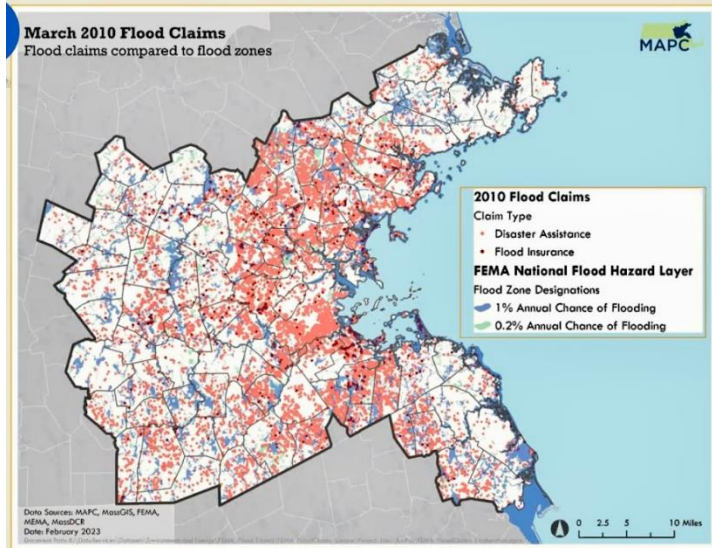 March 2010 Flood Claims
Flood claims compared to flood zones
MAPC
2010 Flood Claims
Claim Type
Disaster Assistance
Flood Insurance
FEMA National Flood Hazard Layer
Flood Zone Designations
1% Annual Chance of Flooding
0.2% Annual Chance of Flooding
Data Sources: MAPC, MassGIS, FEMA,
MEMA, MassDCR
Date: February 2023
0 2.5 5 10 Miles